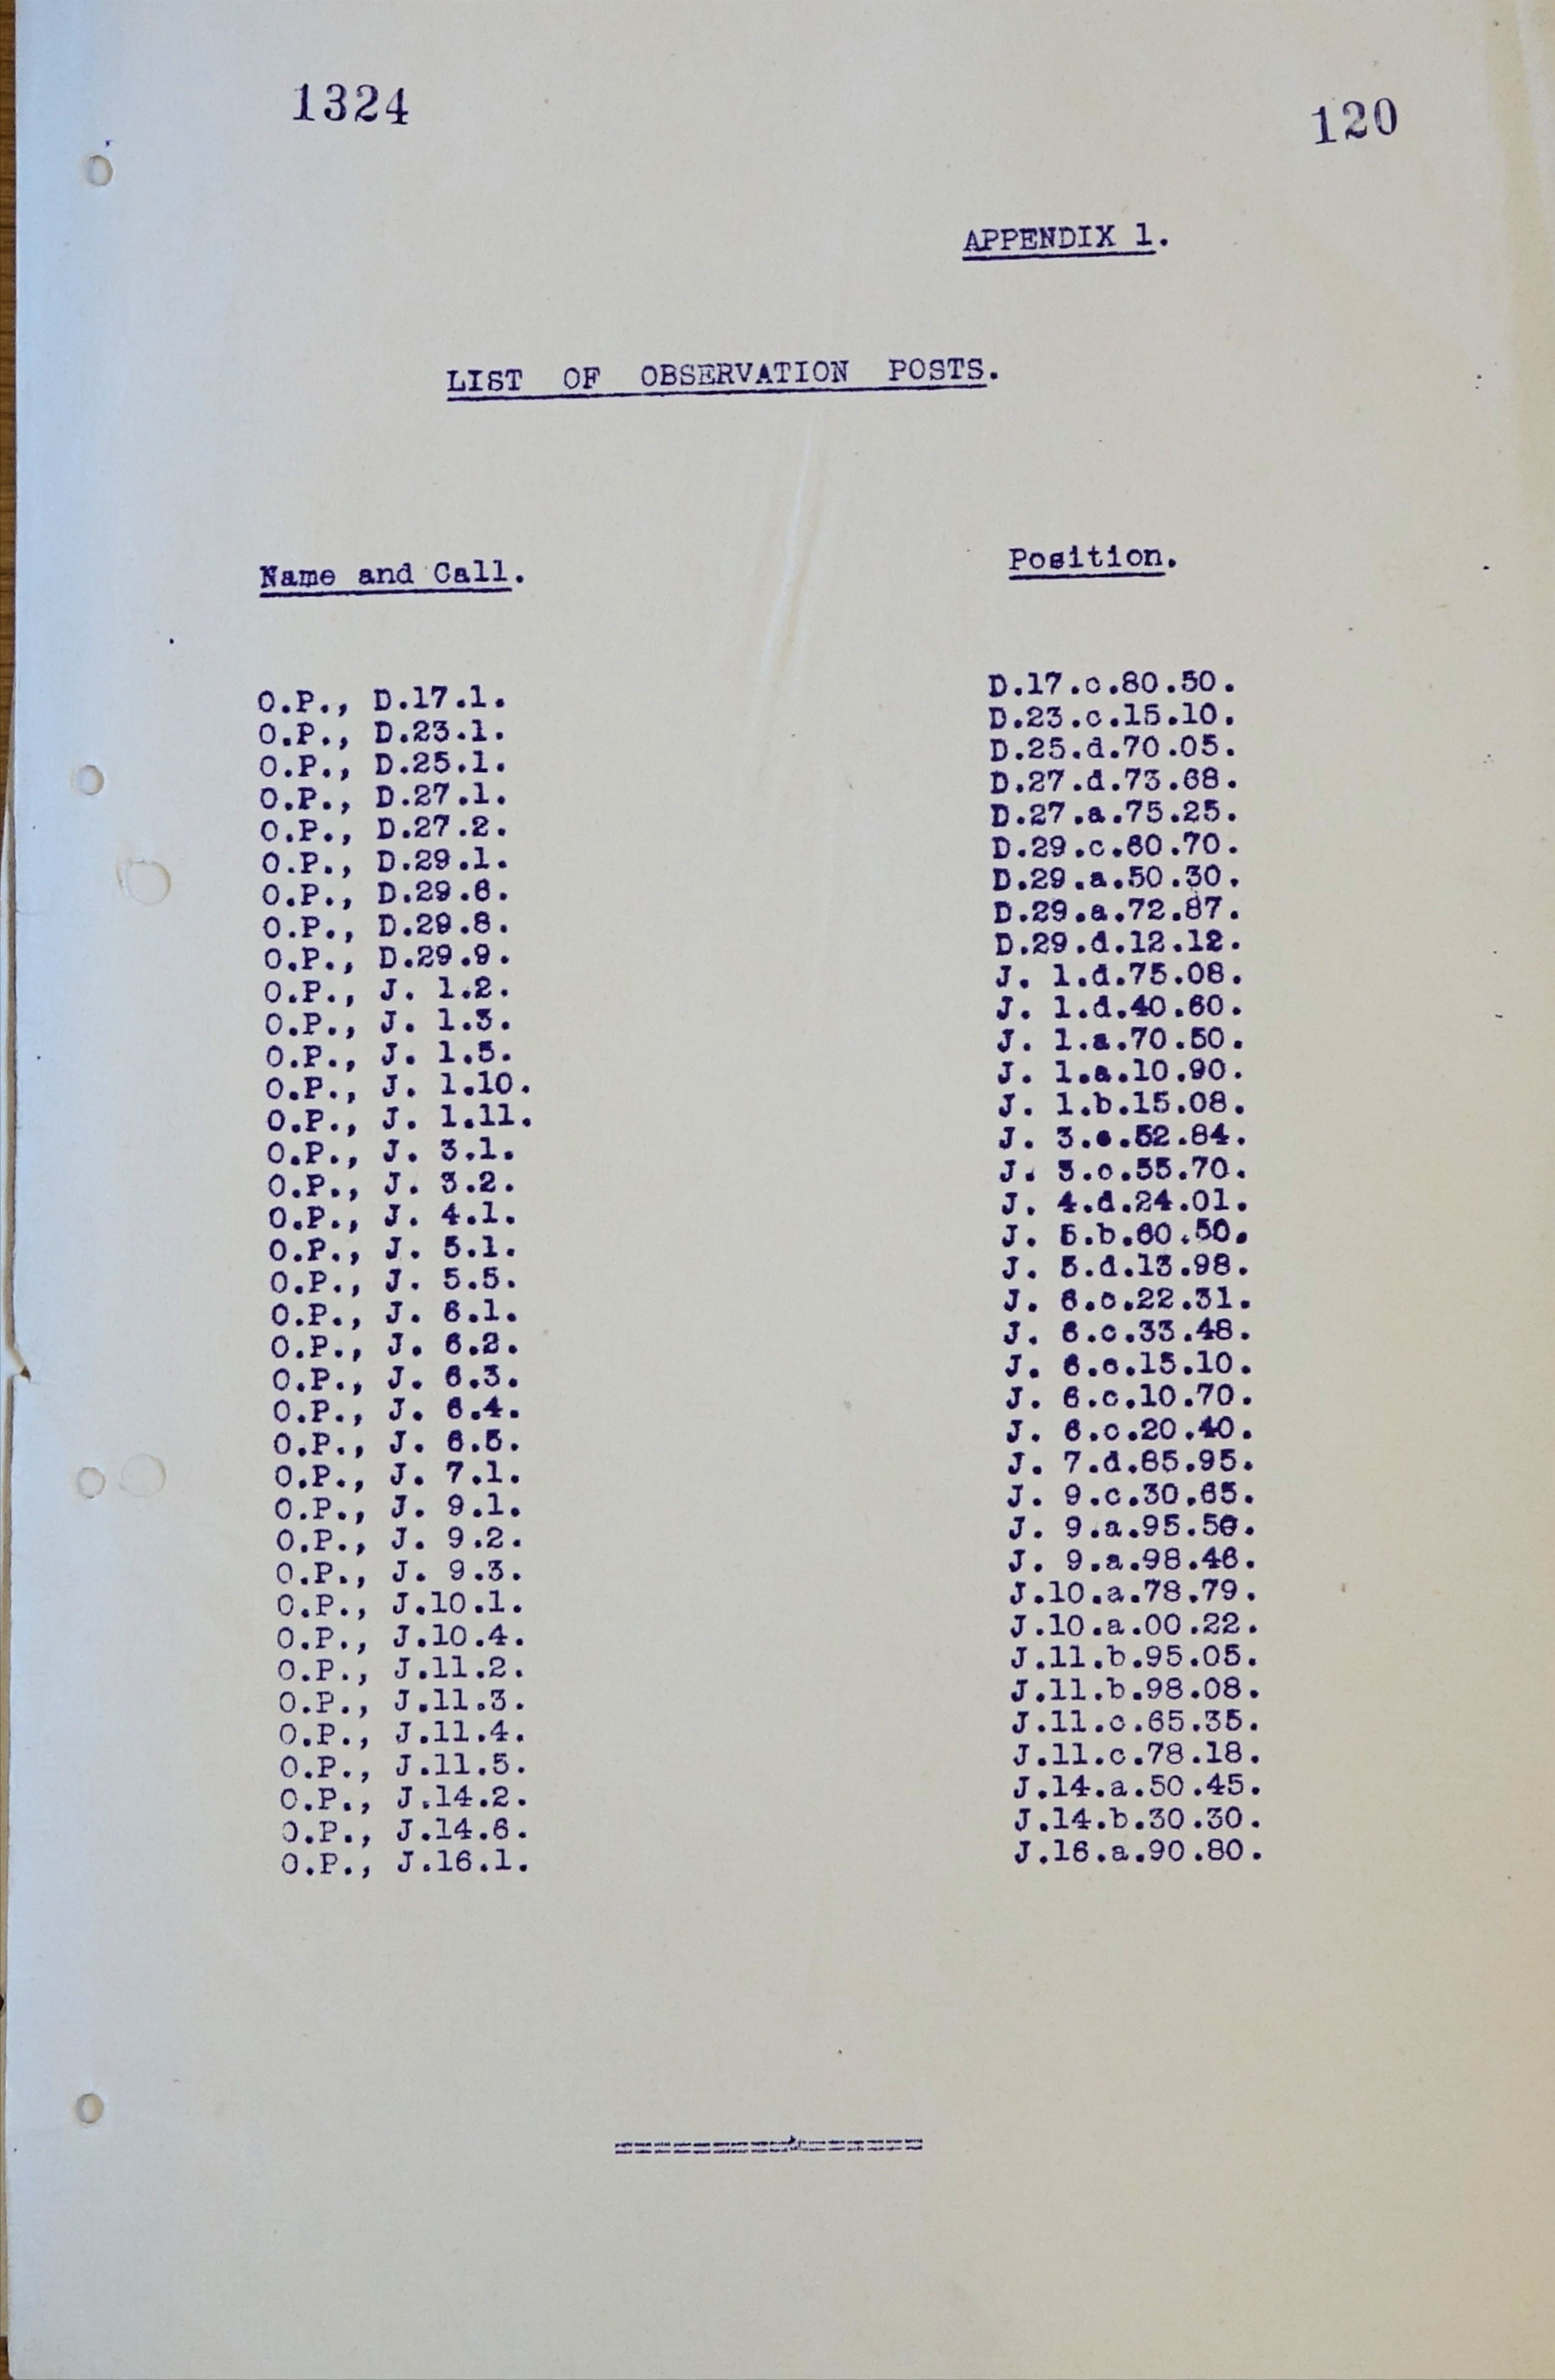 1324 120
APPENDIX 1.
LIST OF OBSERVATION POSTS.
Name and Call. Position.
O.P., D.17.1. D.17.c.80.50.
O.P., D.23.1. D.23.c.15.10.
O.P., D.25.1. D.25.d.70.05.
O.P., D.27.1. D.27.d.73.68.
O.P., D.27.2. D.27.a.75.25.
O.P., D.29.1. D.29.c.60.70.
O.P., D.29.6. D.29.a.50.30.
O.P., D.29.8. D.29.a.72.87.
O.P., D.29.9. D.29.d.12.12.
O.P., J. 1.2. J. 1.d.75.08.
O.P., J. 1.3. J. 1.d.40.60.
O.P., J. 1.5. J. 1.a.70.50.
O.P., J. 1.10. J. 1.a.10.90.
O.P., J. 1.11. J. 1.b.15.08.
O.P., J. 3.1. J. 3.c.52.84.
O.P., J. 3.2. J. 3.c.55.70.
O.P., J. 4.1. J. 4.d.24.01.
O.P., J. 5.1. J. 5.b.60.50.
O.P., J. 5.5. J. 5.d.13.98.
O.P., J. 6.1. J. 6.c.22.31.
O.P., J. 6.2. J. 6.c.33.48.
O.P., J. 6.3. J. 6.c.15.10.
O.P., J. 6.4. J. 6.c.10.70.
O.P., J. 6.5. J. 6.c.20.40.
O.P., J. 7.1. J. 7.d.85.95.
O.P., J. 9.1. J. 9.c.30.65.
O.P., J. 9.2. J. 9.a.95.50.
O.P., J. 9.3. J. 9.a.98.46.
O.P., J.10.1. J.10.a.78.79.
O.P., J.10.4. J.10.a.00.22.
O.P., J.11.2. J.11.b.95.05.
O.P., J.11.3. J.11.b.98.08.
O.P., J.11.4. J.11.c.65.35.
O.P., J.11.5. J.11.c.78.18.
O.P., J.14.2. J.14.a.50.45.
O.P., J.14.6. J.14.b.30.30.
O.P., J.16.1. J.16.a.90.80.